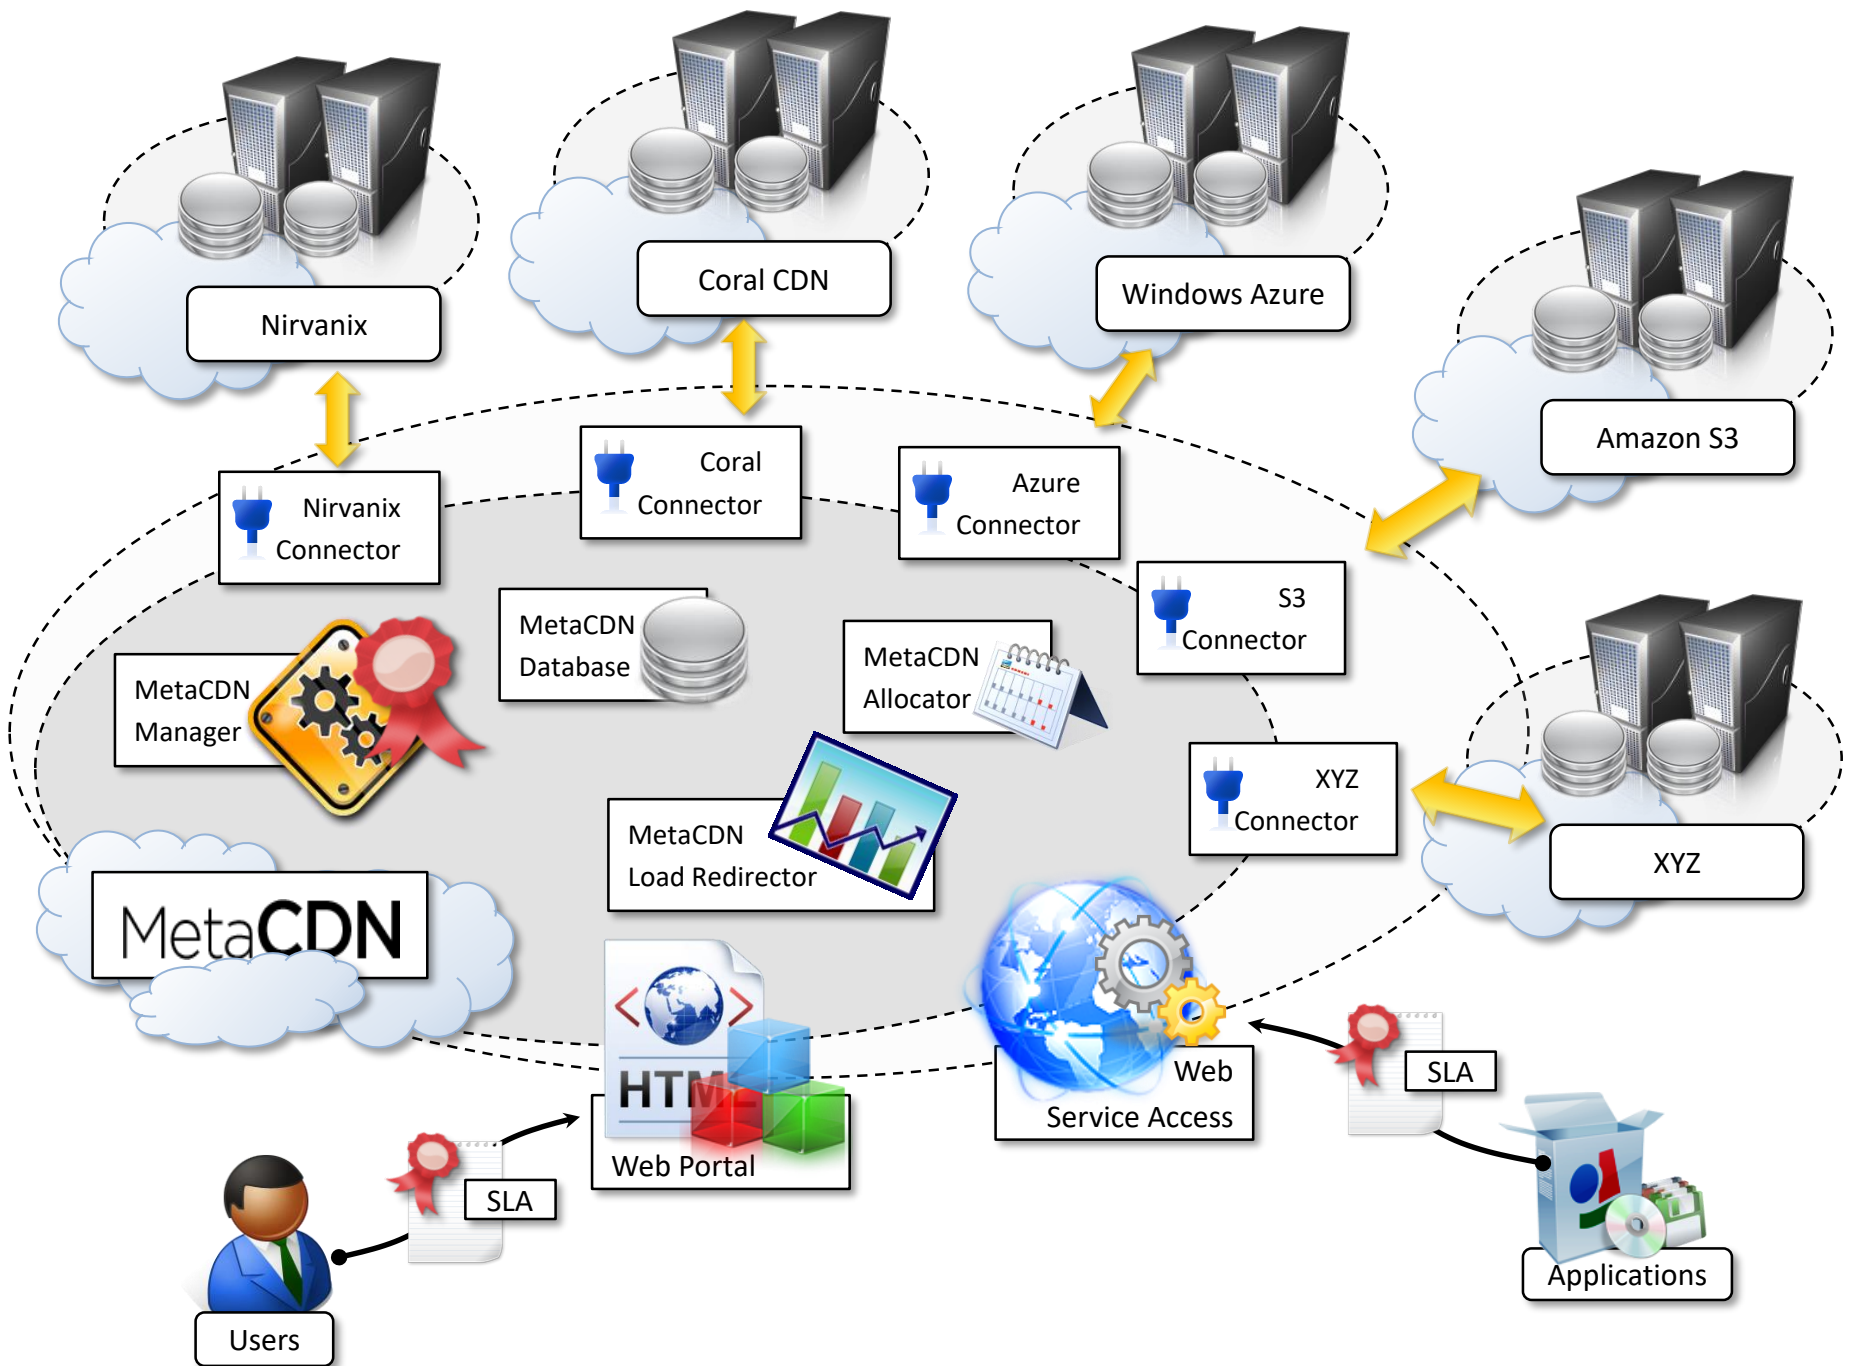 Coral CDN
Windows Azure
Nirvanix
Amazon S3
Coral
Connector
Azure
Connector
Nirvanix
Connector
S3
Connector
MetaCDN
Database
MetaCDN
Allocator
MetaCDN
Manager
XYZ
Connector
MetaCDN
Load Redirector
XYZ
MetaCDN
HTML
Web
Service Access
SLA
Web Portal
SLA
Applications
Users